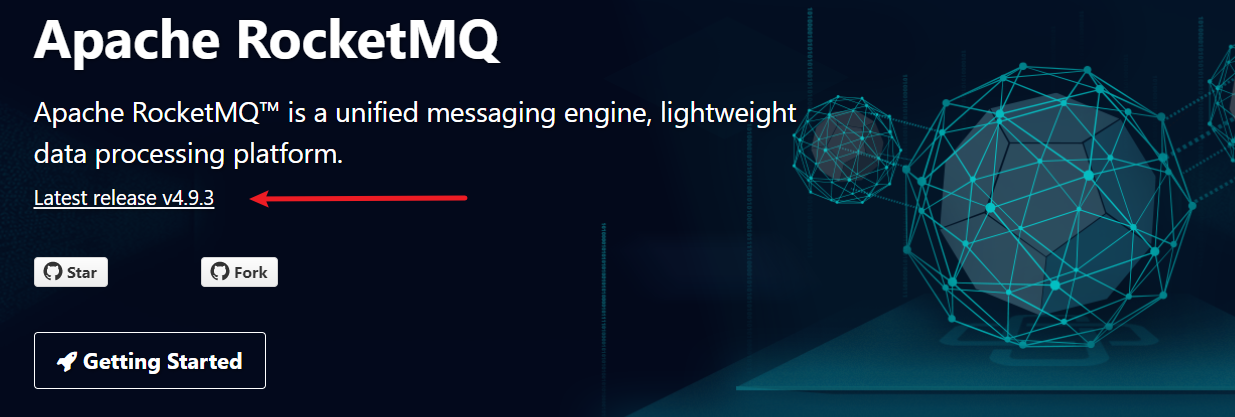 Apache RocketMQ
Apache RocketMQ™ is a unified messaging engine, lightweight
data processing platform.
Latest release v4.9.3
Star
Fork
Getting Started